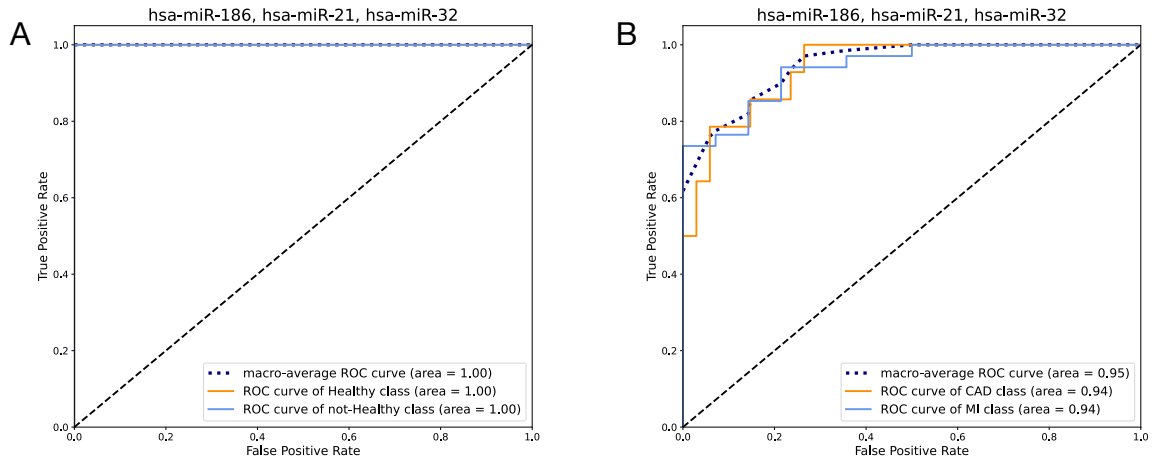 A
hsa-miR-186, hsa-miR-21, hsa-miR-32
True Positive Rate
1.0
0.8
0.6
0.4
0.2
0.0
macro-average ROC curve (area = 1.00)
ROC curve of Healthy class (area = 1.00)
ROC curve of not-Healthy class (area = 1.00)
0.0 0.2 0.4 0.6 0.8 1.0
False Positive Rate
B
hsa-miR-186, hsa-miR-21, hsa-miR-32
True Positive Rate
1.0
0.8
0.6
0.4
0.2
0.0
macro-average ROC curve (area = 0.95)
ROC curve of CAD class (area = 0.94)
ROC curve of MI class (area = 0.94)
0.0 0.2 0.4 0.6 0.8 1.0
False Positive Rate